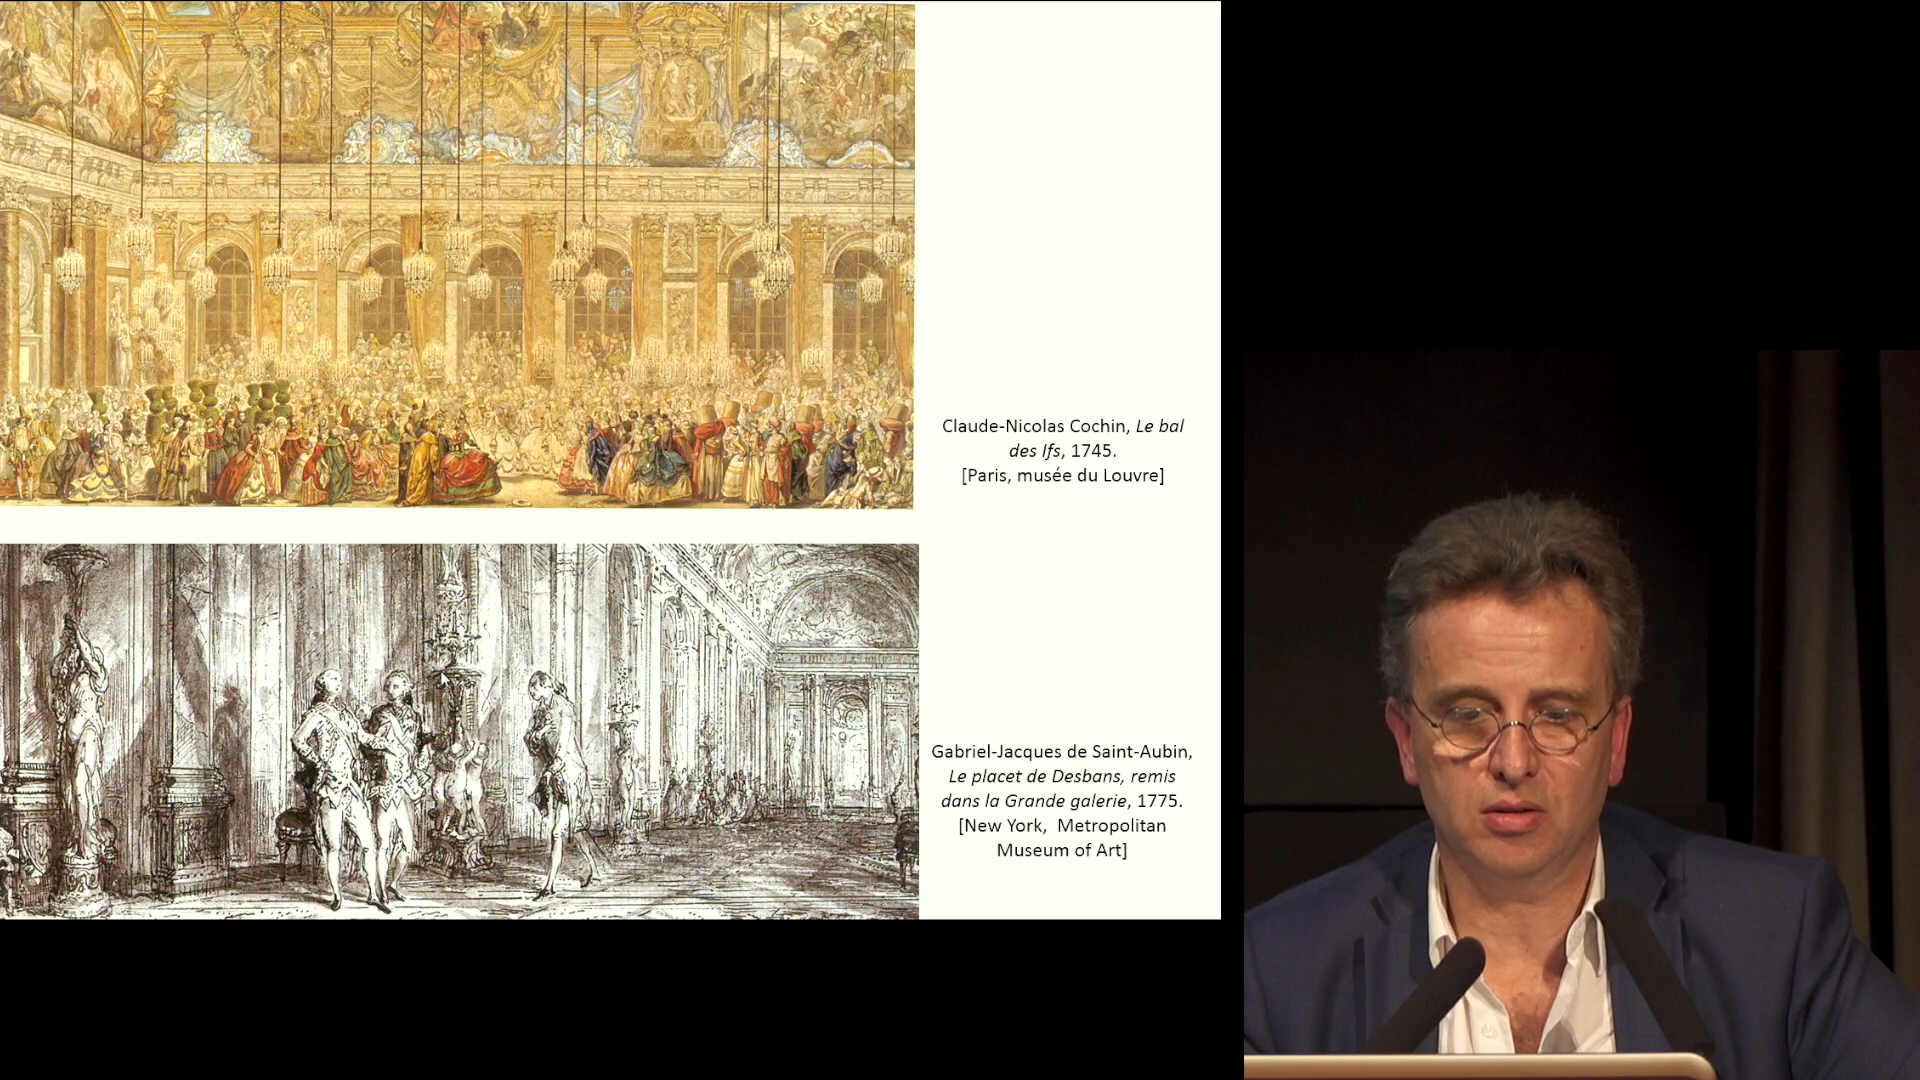 Claude-Nicolas Cochin, Le bal
des Ifs, 1745.
[Paris, musée du Louvre]
Gabriel-Jacques de Saint-Aubin,
Le placet de Desbans, remis
dans la Grande galerie, 1775.
[New York, Metropolitan
Museum of Art]